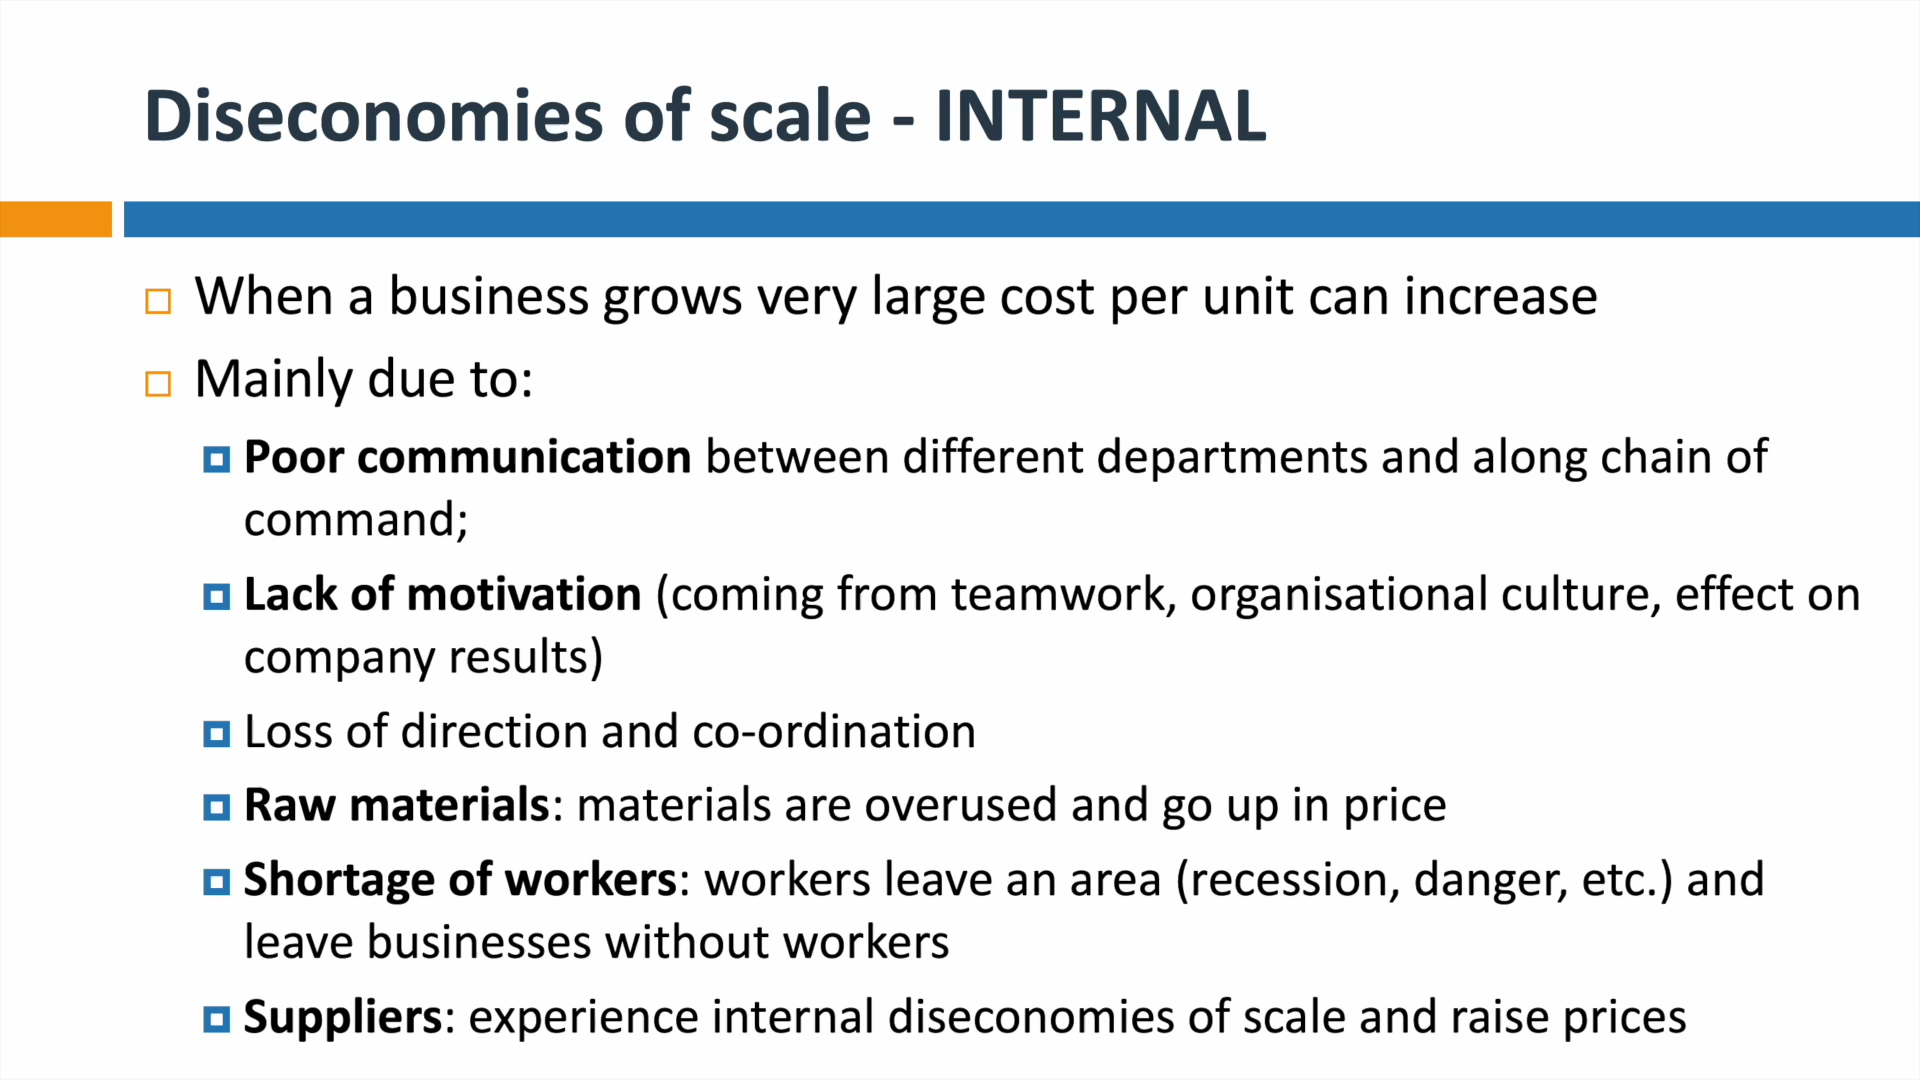 Diseconomies of scale - INTERNAL
When a business grows very large cost per unit can increase
Mainly due to:
Poor communication between different departments and along chain of
command;
Lack of motivation (coming from teamwork, organisational culture, effect on
company results)
Loss of direction and co-ordination
Raw materials: materials are overused and go up in price
Shortage of workers: workers leave an area (recession, danger, etc.) and
leave businesses without workers
Suppliers: experience internal diseconomies of scale and raise prices